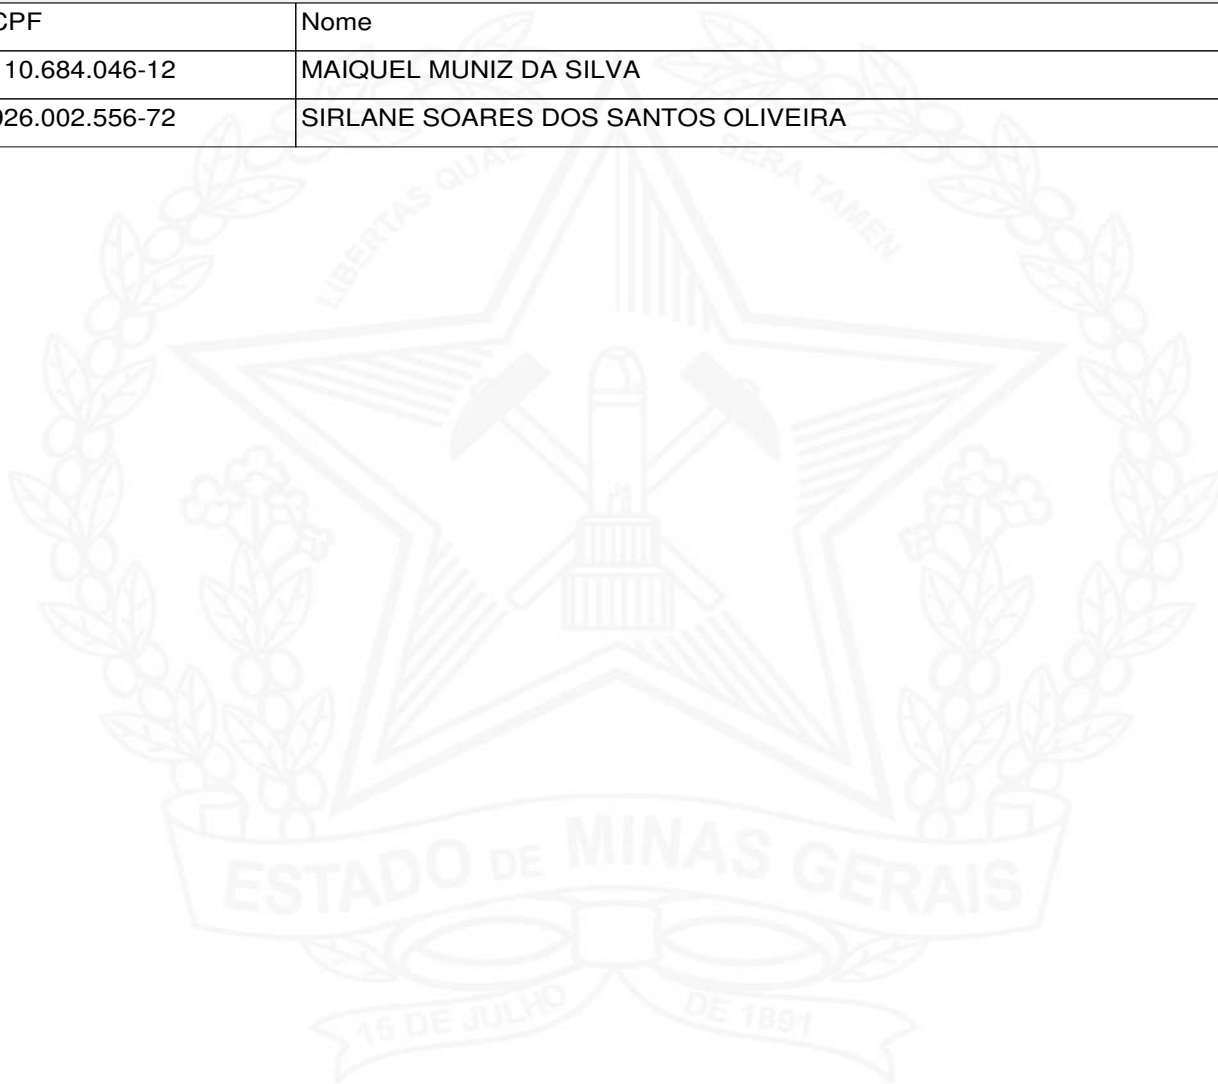 CPF Nome
10.684.046-12 MAIQUEL MUNIZ DA SILVA
026.002.556-72 SIRLANE SOARES DOS SANTOS OLIVEIRA
LIBERTAS QUAE SERA TAMEN
ESTADO DE MINAS GERAIS
15 DE JULHO DE 1891